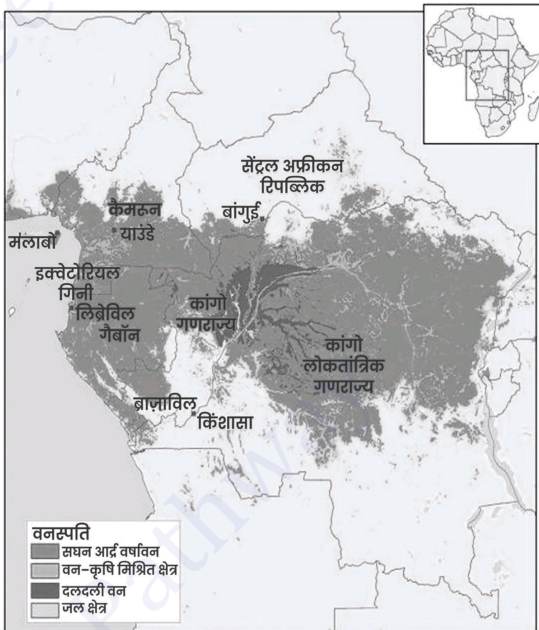 सेंट्रल अफ्रीकन
रिपब्लिक
कैमरून
बांगुई
याउंडे
मलाबो
इक्वेटोरियल
गिनी
लिब्रेविल
गैबॉन
कांगो
गणराज्य
कांगो
लोकतांत्रिक
गणराज्य
ब्राज़ाविल
किंशासा
वनस्पति
सघन आर्द्र वर्षावन
वन-कृषि मिश्रित क्षेत्र
दलदली वन
जल क्षेत्र